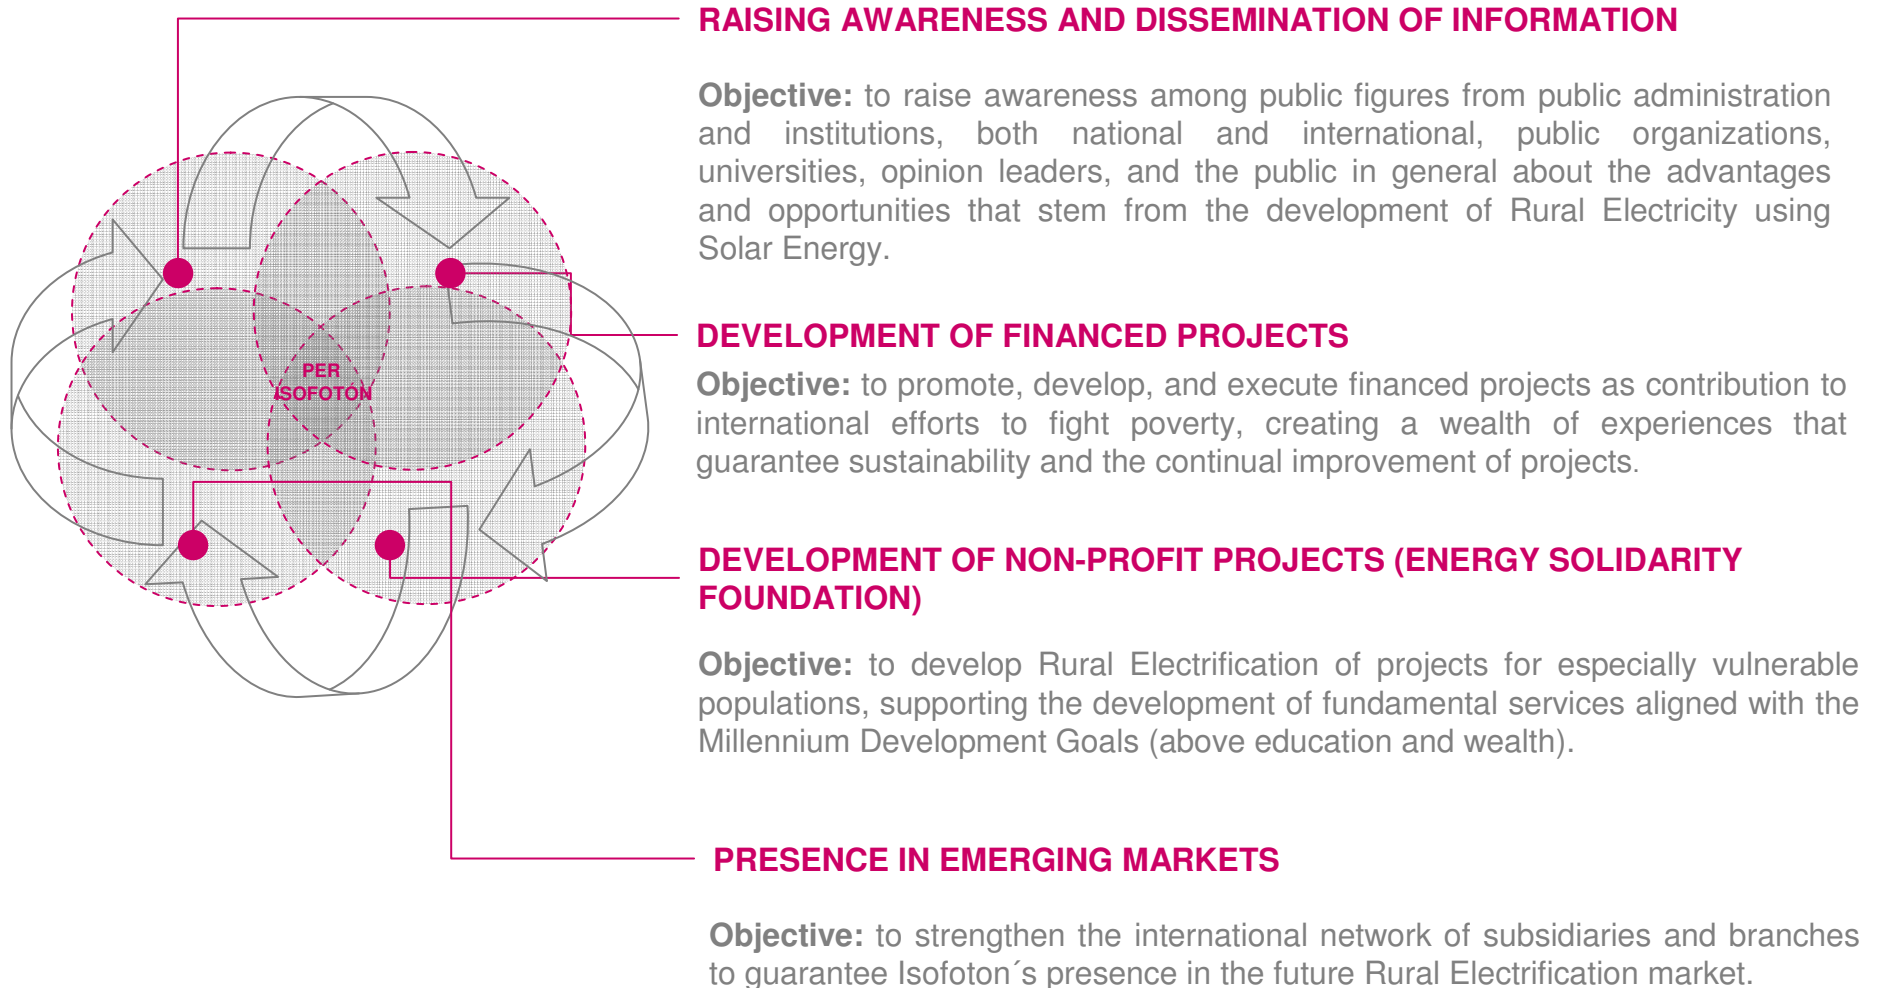 RAISING AWARENESS AND DISSEMINATION OF INFORMATION
Objective: to raise awareness among public figures from public administration
and institutions, both national and international, public organizations,
universities, opinion leaders, and the public in general about the advantages
and opportunities that stem from the development of Rural Electricity using
Solar Energy.
DEVELOPMENT OF FINANCED PROJECTS
Objective: to promote, develop, and execute financed projects as contribution to
international efforts to fight poverty, creating a wealth of experiences that
guarantee sustainability and the continual improvement of projects.
PER
ISOFOTÓN
DEVELOPMENT OF NON-PROFIT PROJECTS (ENERGY SOLIDARITY
FOUNDATION)
Objective: to develop Rural Electrification of projects for especially vulnerable
populations, supporting the development of fundamental services aligned with the
Millennium Development Goals (above education and wealth).
PRESENCE IN EMERGING MARKETS
Objective: to strengthen the international network of subsidiaries and branches
to guarantee Isofoton´s presence in the future Rural Electrification market.